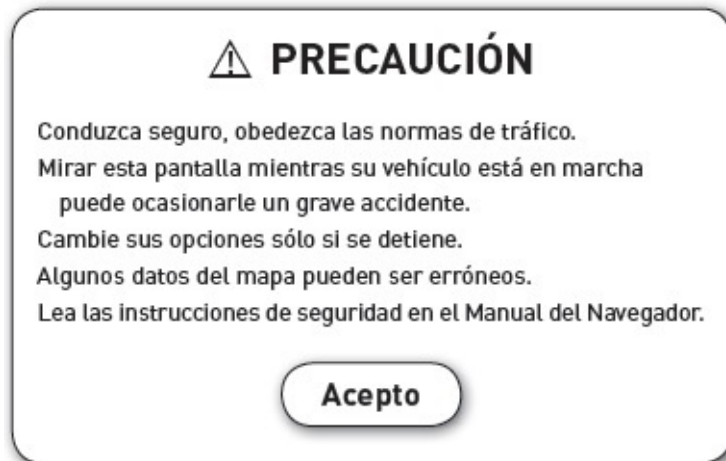 ⚠ PRECAUCIÓN
Conduzca seguro, obedezca las normas de tráfico.
Mirar esta pantalla mientras su vehículo está en marcha
puede ocasionarle un grave accidente.
Cambie sus opciones sólo si se detiene.
Algunos datos del mapa pueden ser erróneos.
Lea las instrucciones de seguridad en el Manual del Navegador.
Acepto